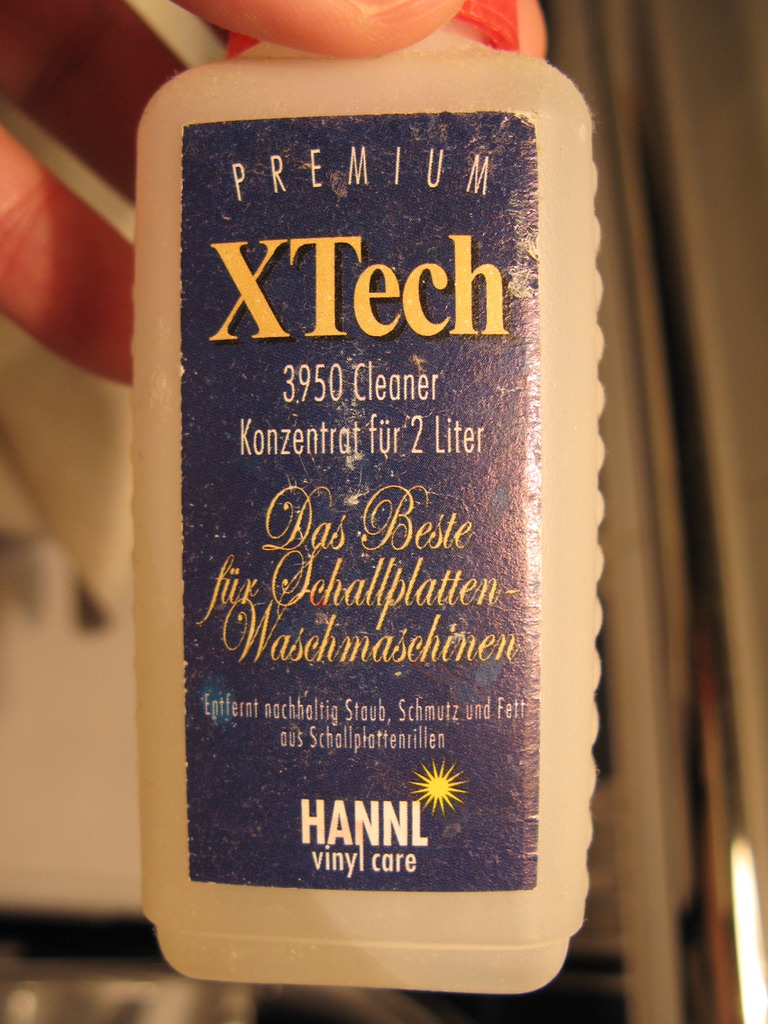 PREMIUM
XTech
3950 Cleaner
Konzentrat für 2 Liter
Das Beste
für Schallplatten-
Waschmaschinen
Entfernt nachhaltig Staub, Schmutz und Fett
aus Schallplattenrillen
HANNL
vinyl care